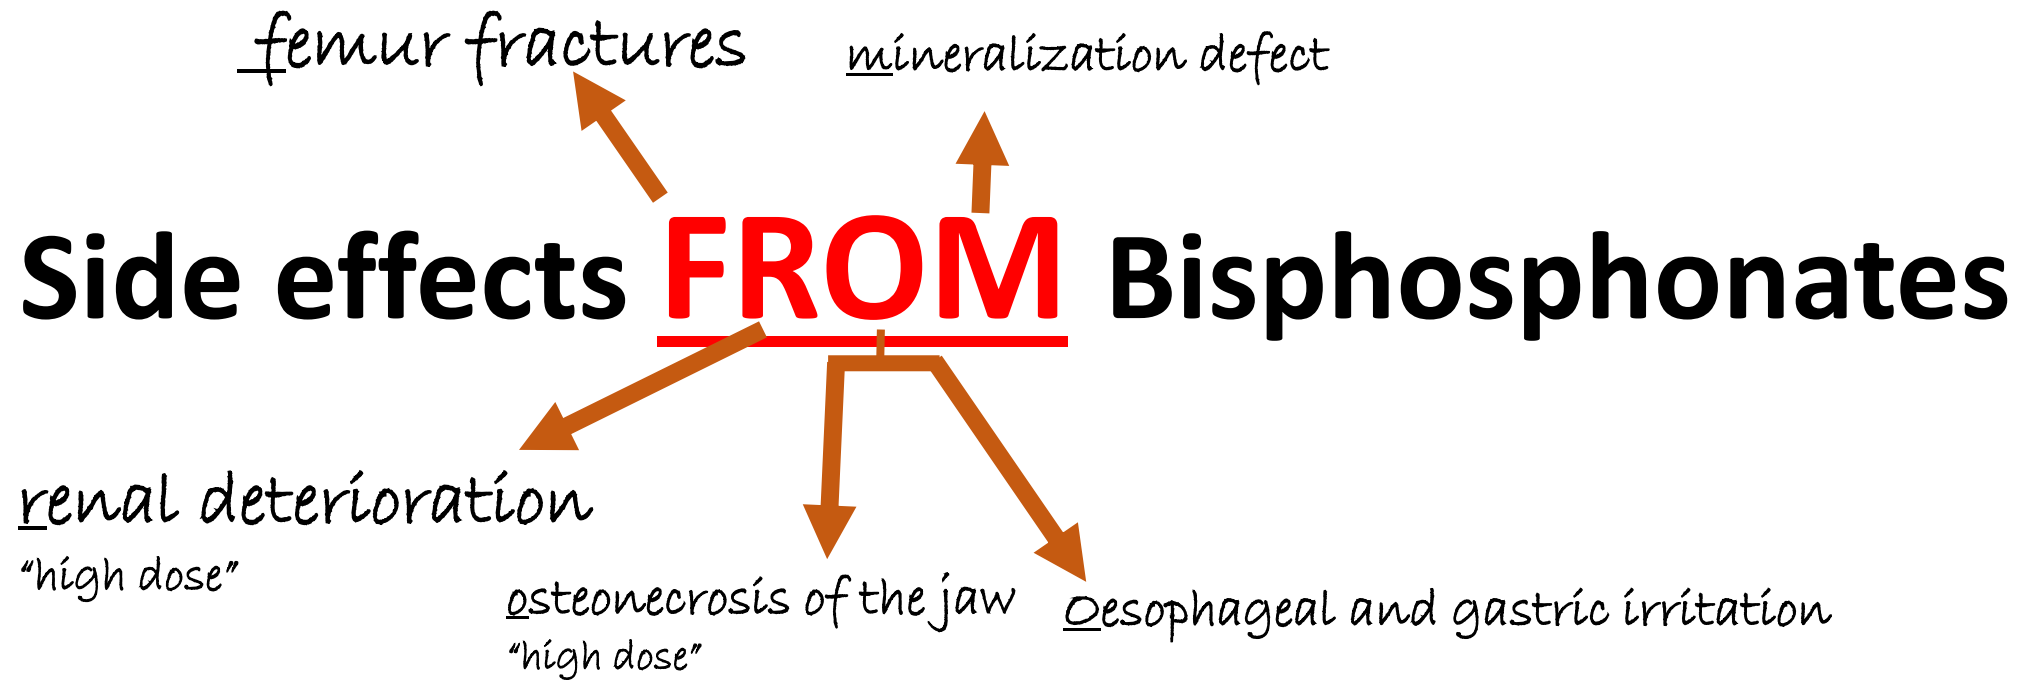 femur fractures
mineralization defect
Side effects FROM Bisphosphonates
renal deterioration
“high dose”
osteonecrosis of the jaw
“high dose”
Oesophageal and gastric irritation